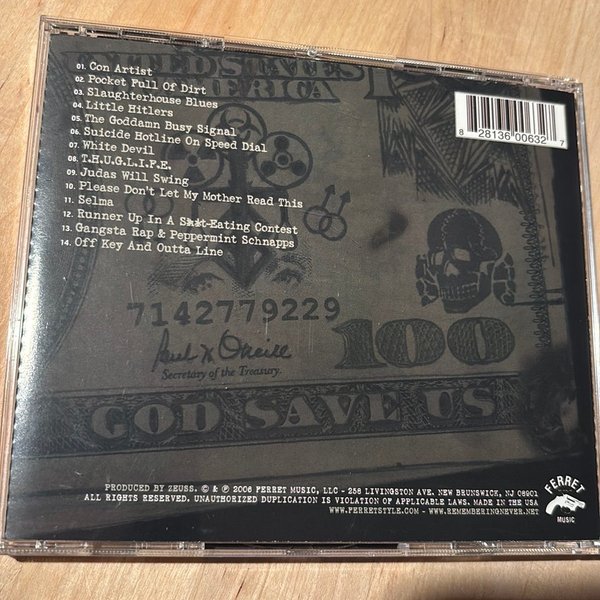 UNITED STATES
AMERICA
01. Con Artist
02. Pocket Full Of Dirt
03. Slaughterhouse Blues
04. Little Hitlers
05. The Goddamn Busy Signal
06. Suicide Hotline On Speed Dial
07. White Devil
08. T.H.U.G.L.I.F.E.
09. Judas Will Swing
10. Please Don't Let My Mother Read This
11. Selma
12. Runner Up In A Shit-Eating Contest
13. Gangsta Rap & Peppermint Schnapps
14. Off Key And Outta Line
8 28136 00632 7
7142779229
100
Paul H O'Neill
Secretary of the Treasury.
GOD SAVE US
PRODUCED BY ZEUSS. © & ℗ 2006 FERRET MUSIC, LLC - 258 LIVINGSTON AVE. NEW BRUNSWICK, NJ 08901
ALL RIGHTS RESERVED. UNAUTHORIZED DUPLICATION IS VIOLATION OF APPLICABLE LAWS. MADE IN THE USA
WWW.FERRETSTYLE.COM - WWW.REMEMBERINGNEVER.NET
FERRET
MUSIC